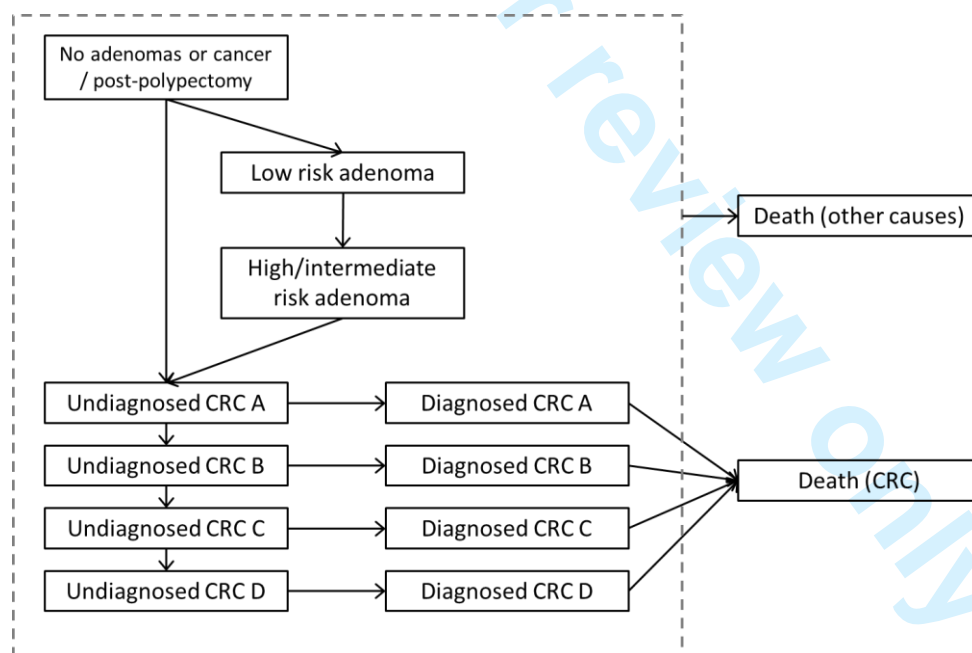 No adenomas or cancer
/ post-polypectomy
Low risk adenoma
Death (other causes)
High/intermediate
risk adenoma
Undiagnosed CRC A
Diagnosed CRC A
Undiagnosed CRC B
Diagnosed CRC B
Death (CRC)
Undiagnosed CRC C
Diagnosed CRC C
Undiagnosed CRC D
Diagnosed CRC D
r review only